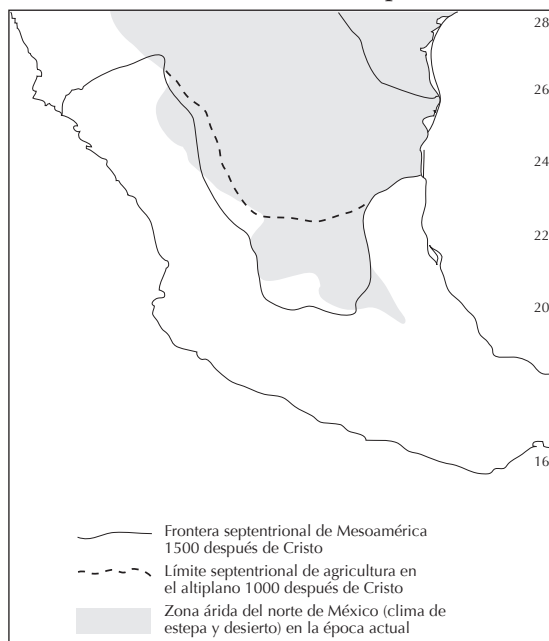 28
26
24
22
20
16
Frontera septentrional de Mesoamérica
1500 después de Cristo
Límite septentrional de agricultura en
el altiplano 1000 después de Cristo
Zona árida del norte de México (clima de
estepa y desierto) en la época actual